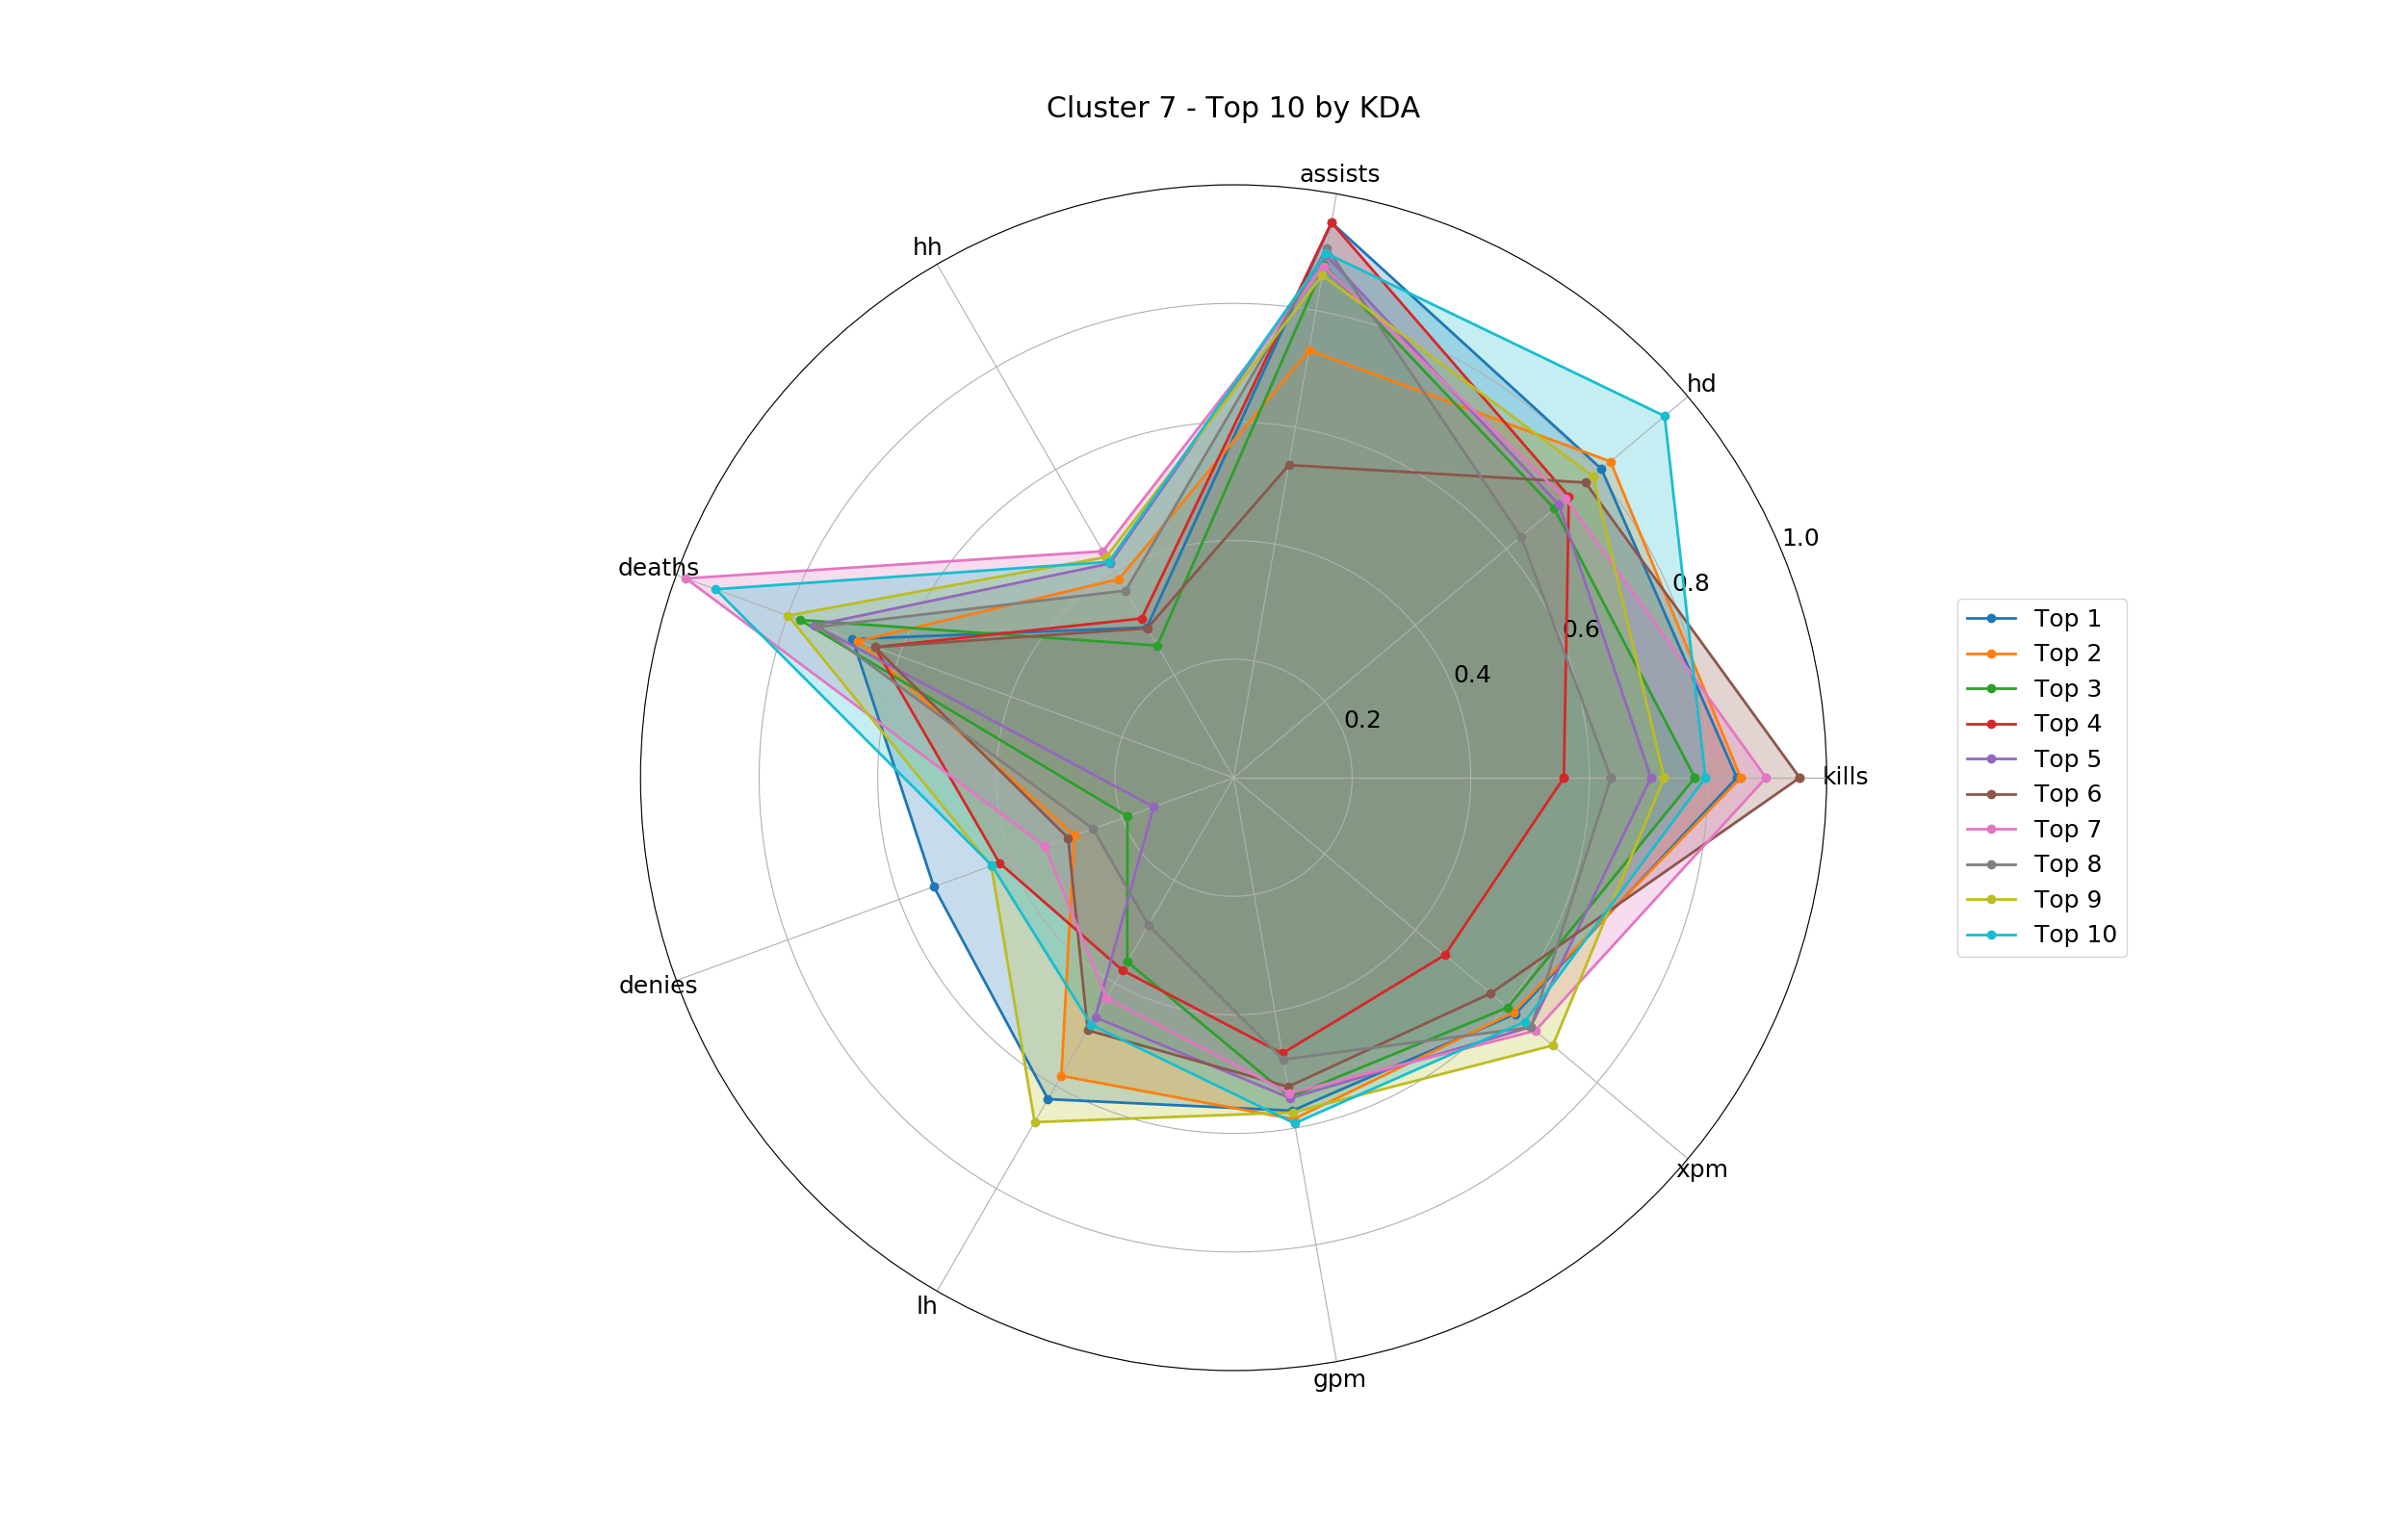 Cluster 7 - Top 10 by KDA
assists
hh
hd
deaths
1.0
0.8
0.6
0.4
0.2
kills
denies
xpm
lh
gpm
Top 1
Top 2
Top 3
Top 4
Top 5
Top 6
Top 7
Top 8
Top 9
Top 10